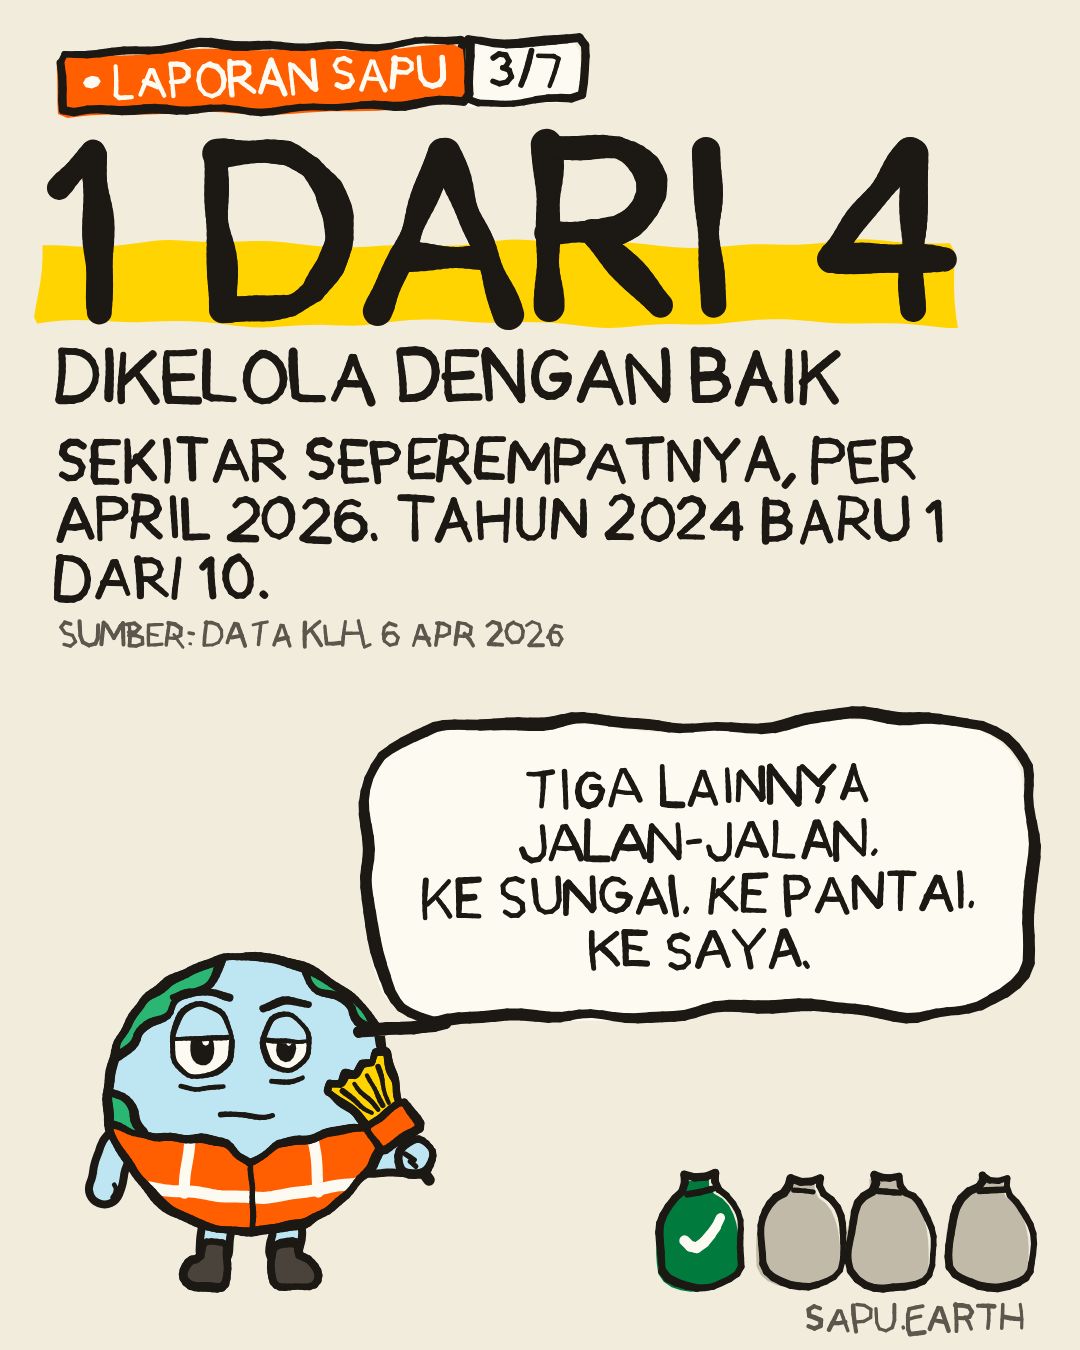 • LAPORAN SAPU 3/7
1 DARI 4
DIKELOLA DENGAN BAIK
SEKITAR SEPEREMPATNYA, PER
APRIL 2026. TAHUN 2024 BARU 1
DARI 10.
SUMBER: DATA KLH, 6 APR 2026
TIGA LAINNYA
JALAN-JALAN.
KE SUNGAI. KE PANTAI.
KE SAYA.
SAPU.EARTH